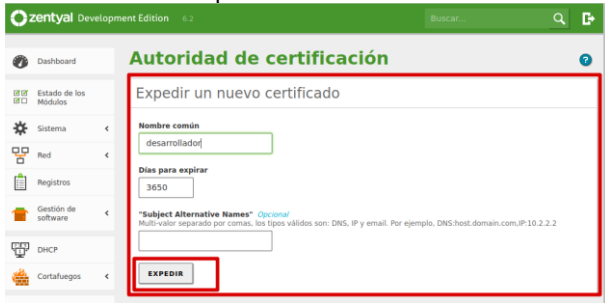 zentyal Development Edition 6.2
Buscar...
Dashboard
Estado de los
Módulos
Sistema
Red
Registros
Gestión de
software
DHCP
Cortafuegos
Autoridad de certificación
Expedir un nuevo certificado
Nombre común
desarrollador
Días para expirar
3650
"Subject Alternative Names" Opcional
Multi-valor separado por comas, los tipos válidos son: DNS, IP y email. Por ejemplo, DNS:host.domain.com,IP:10.2.2.2
EXPEDIR